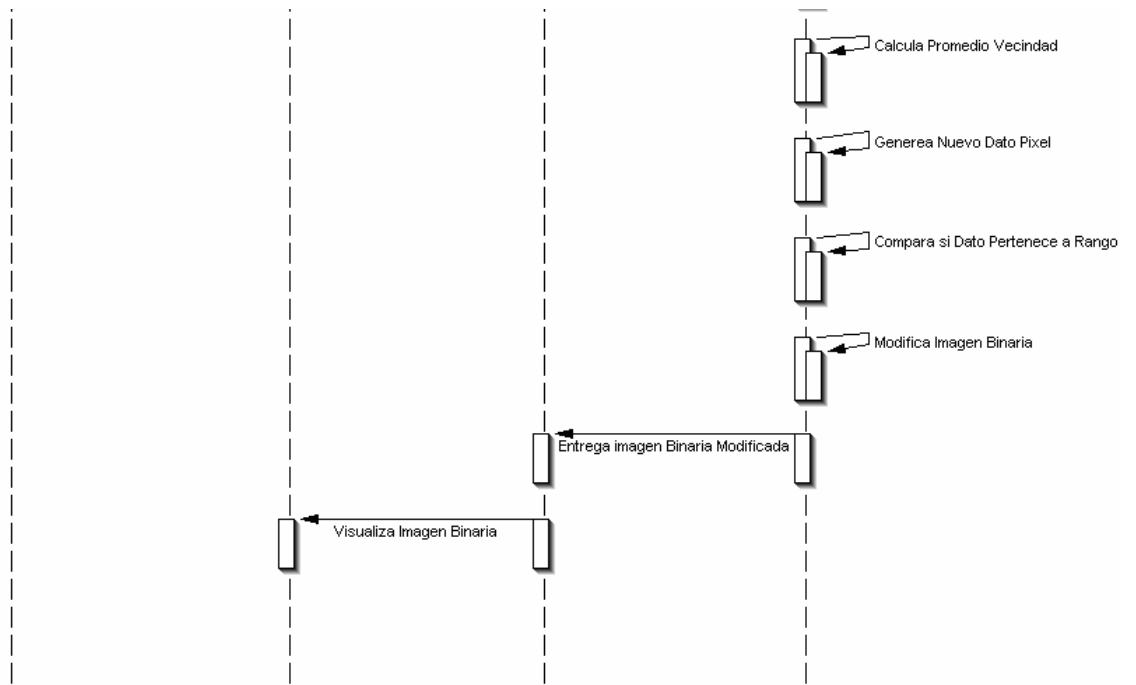 Calcula Promedio Vecindad
Generea Nuevo Dato Pixel
Compara si Dato Pertenece a Rango
Modifica Imagen Binaria
Entrega imagen Binaria Modificada
Visualiza Imagen Binaria